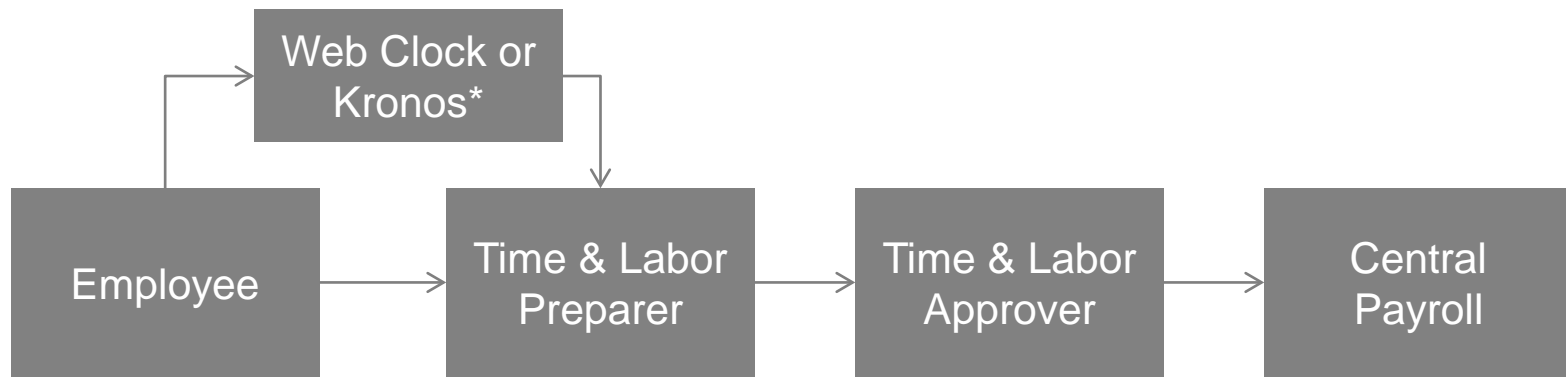 Web Clock or
Kronos*
Employee
Time & Labor
Preparer
Time & Labor
Approver
Central
Payroll